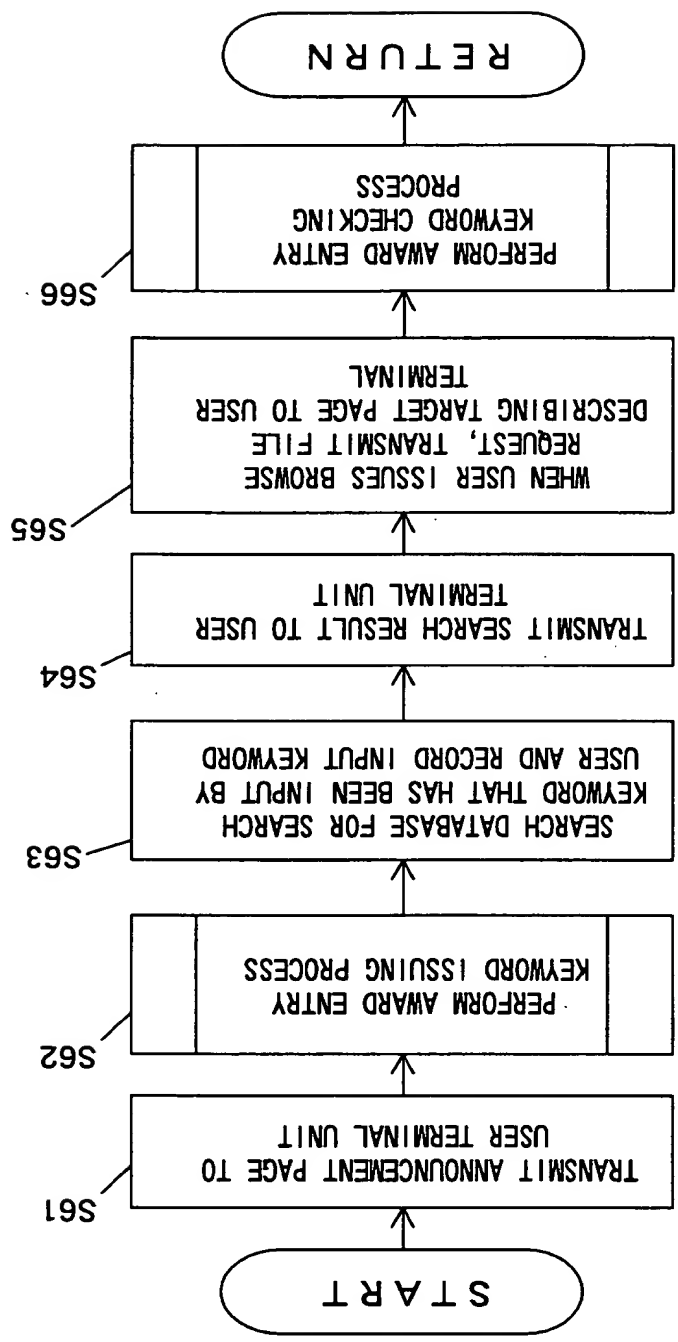 START
S61
TRANSMIT ANNOUNCEMENT PAGE TO
USER TERMINAL UNIT
S62
PERFORM AWARD ENTRY
KEYWORD ISSUING PROCESS
S63
SEARCH DATABASE FOR SEARCH
KEYWORD THAT HAS BEEN INPUT BY
USER AND RECORD INPUT KEYWORD
S64
TRANSMIT SEARCH RESULT TO USER
TERMINAL UNIT
S65
WHEN USER ISSUES BROWSE
REQUEST, TRANSMIT FILE
DESCRIBING TARGET PAGE TO USER
TERMINAL
S66
PERFORM AWARD ENTRY
KEYWORD CHECKING
PROCESS
RETURN